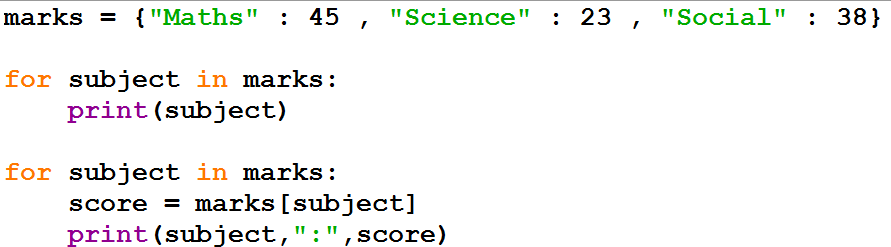 marks = {"Maths" : 45 , "Science" : 23 , "Social" : 38}
for subject in marks:
    print(subject)
for subject in marks:
    score = marks[subject]
    print(subject,":",score)